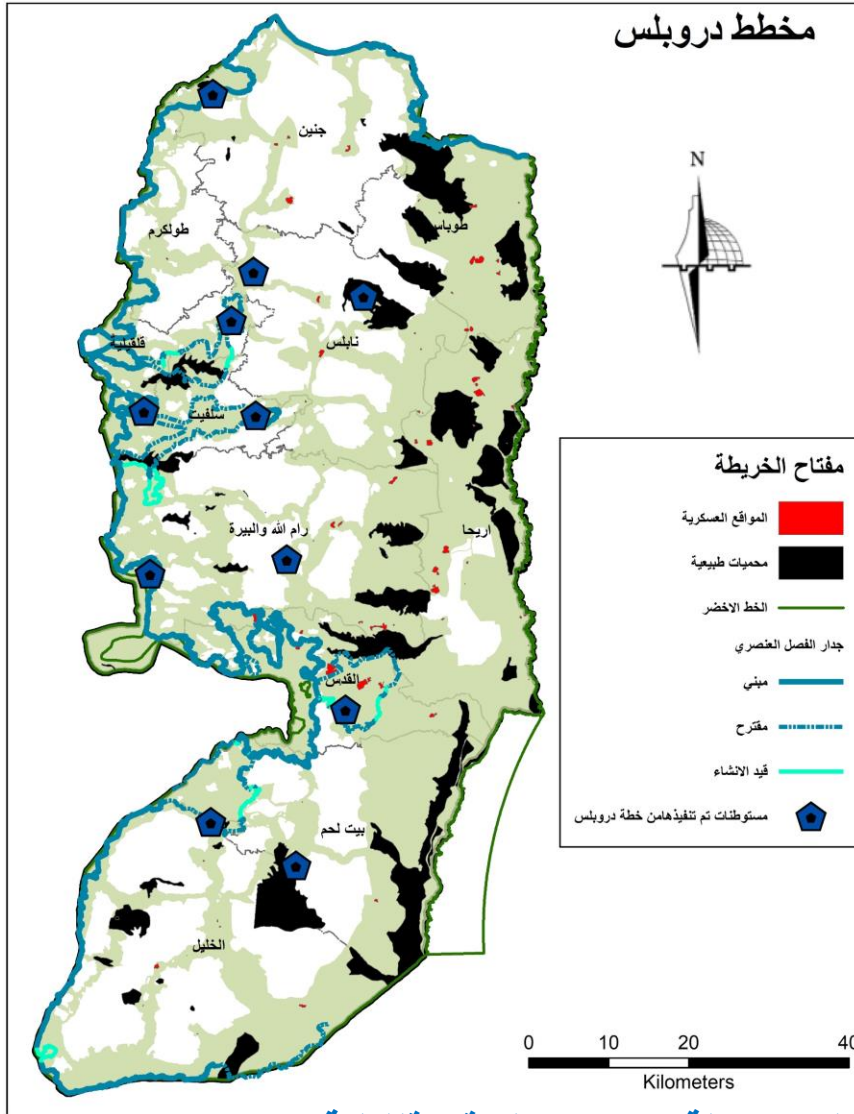 مخطط دروبلس
N
جنين
طوباس
طولكرم
نابلس
قلقيلية
سلفيت
رام الله والبيرة
اريحا
القدس
بيت لحم
الخليل
مفتاح الخريطة
المواقع العسكرية
محميات طبيعية
الخط الاخضر
جدار الفصل العنصري
مبني
مقترح
قيد الانشاء
مستوطنات تم تنفيذهامن خطة دروبلس
0 10 20 40
Kilometers